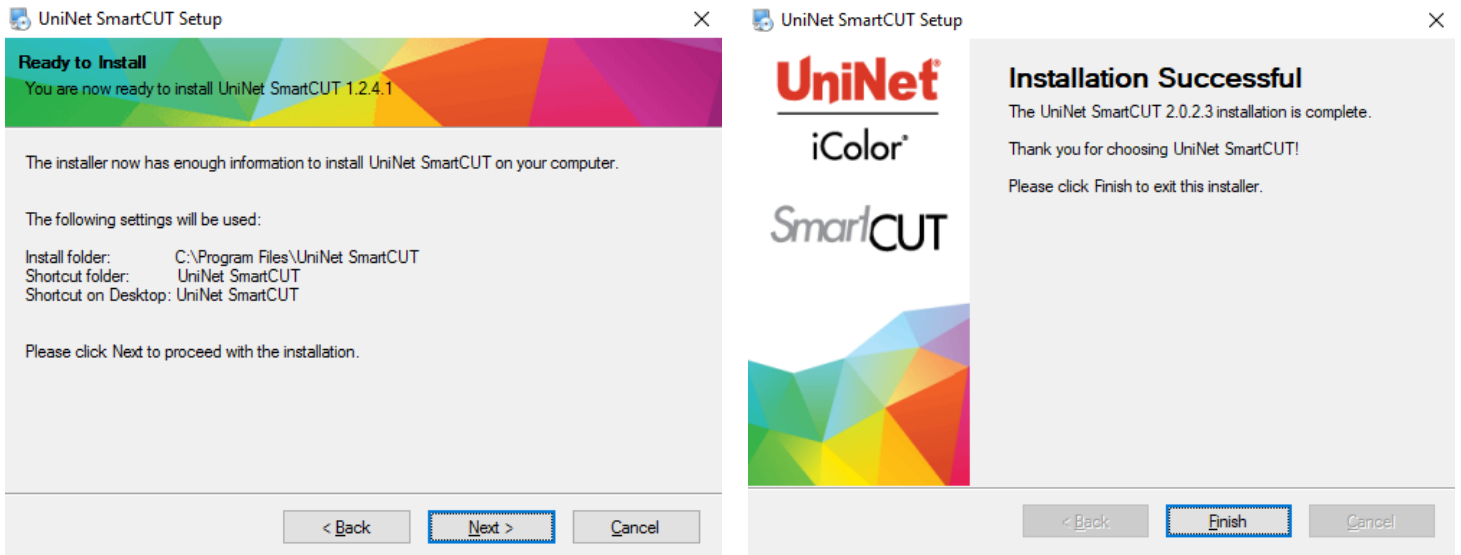 UniNet SmartCUT Setup
Ready to Install
You are now ready to install UniNet SmartCUT 1.2.4.1
The installer now has enough information to install UniNet SmartCUT on your computer.
The following settings will be used:
Install folder: C:\Program Files\UniNet SmartCUT
Shortcut folder: UniNet SmartCUT
Shortcut on Desktop: UniNet SmartCUT
Please click Next to proceed with the installation.
< Back Next > Cancel
UniNet SmartCUT Setup
UniNet®
iColor®
SmartCUT
Installation Successful
The UniNet SmartCUT 2.0.2.3 installation is complete.
Thank you for choosing UniNet SmartCUT!
Please click Finish to exit this installer.
< Back Finish Cancel